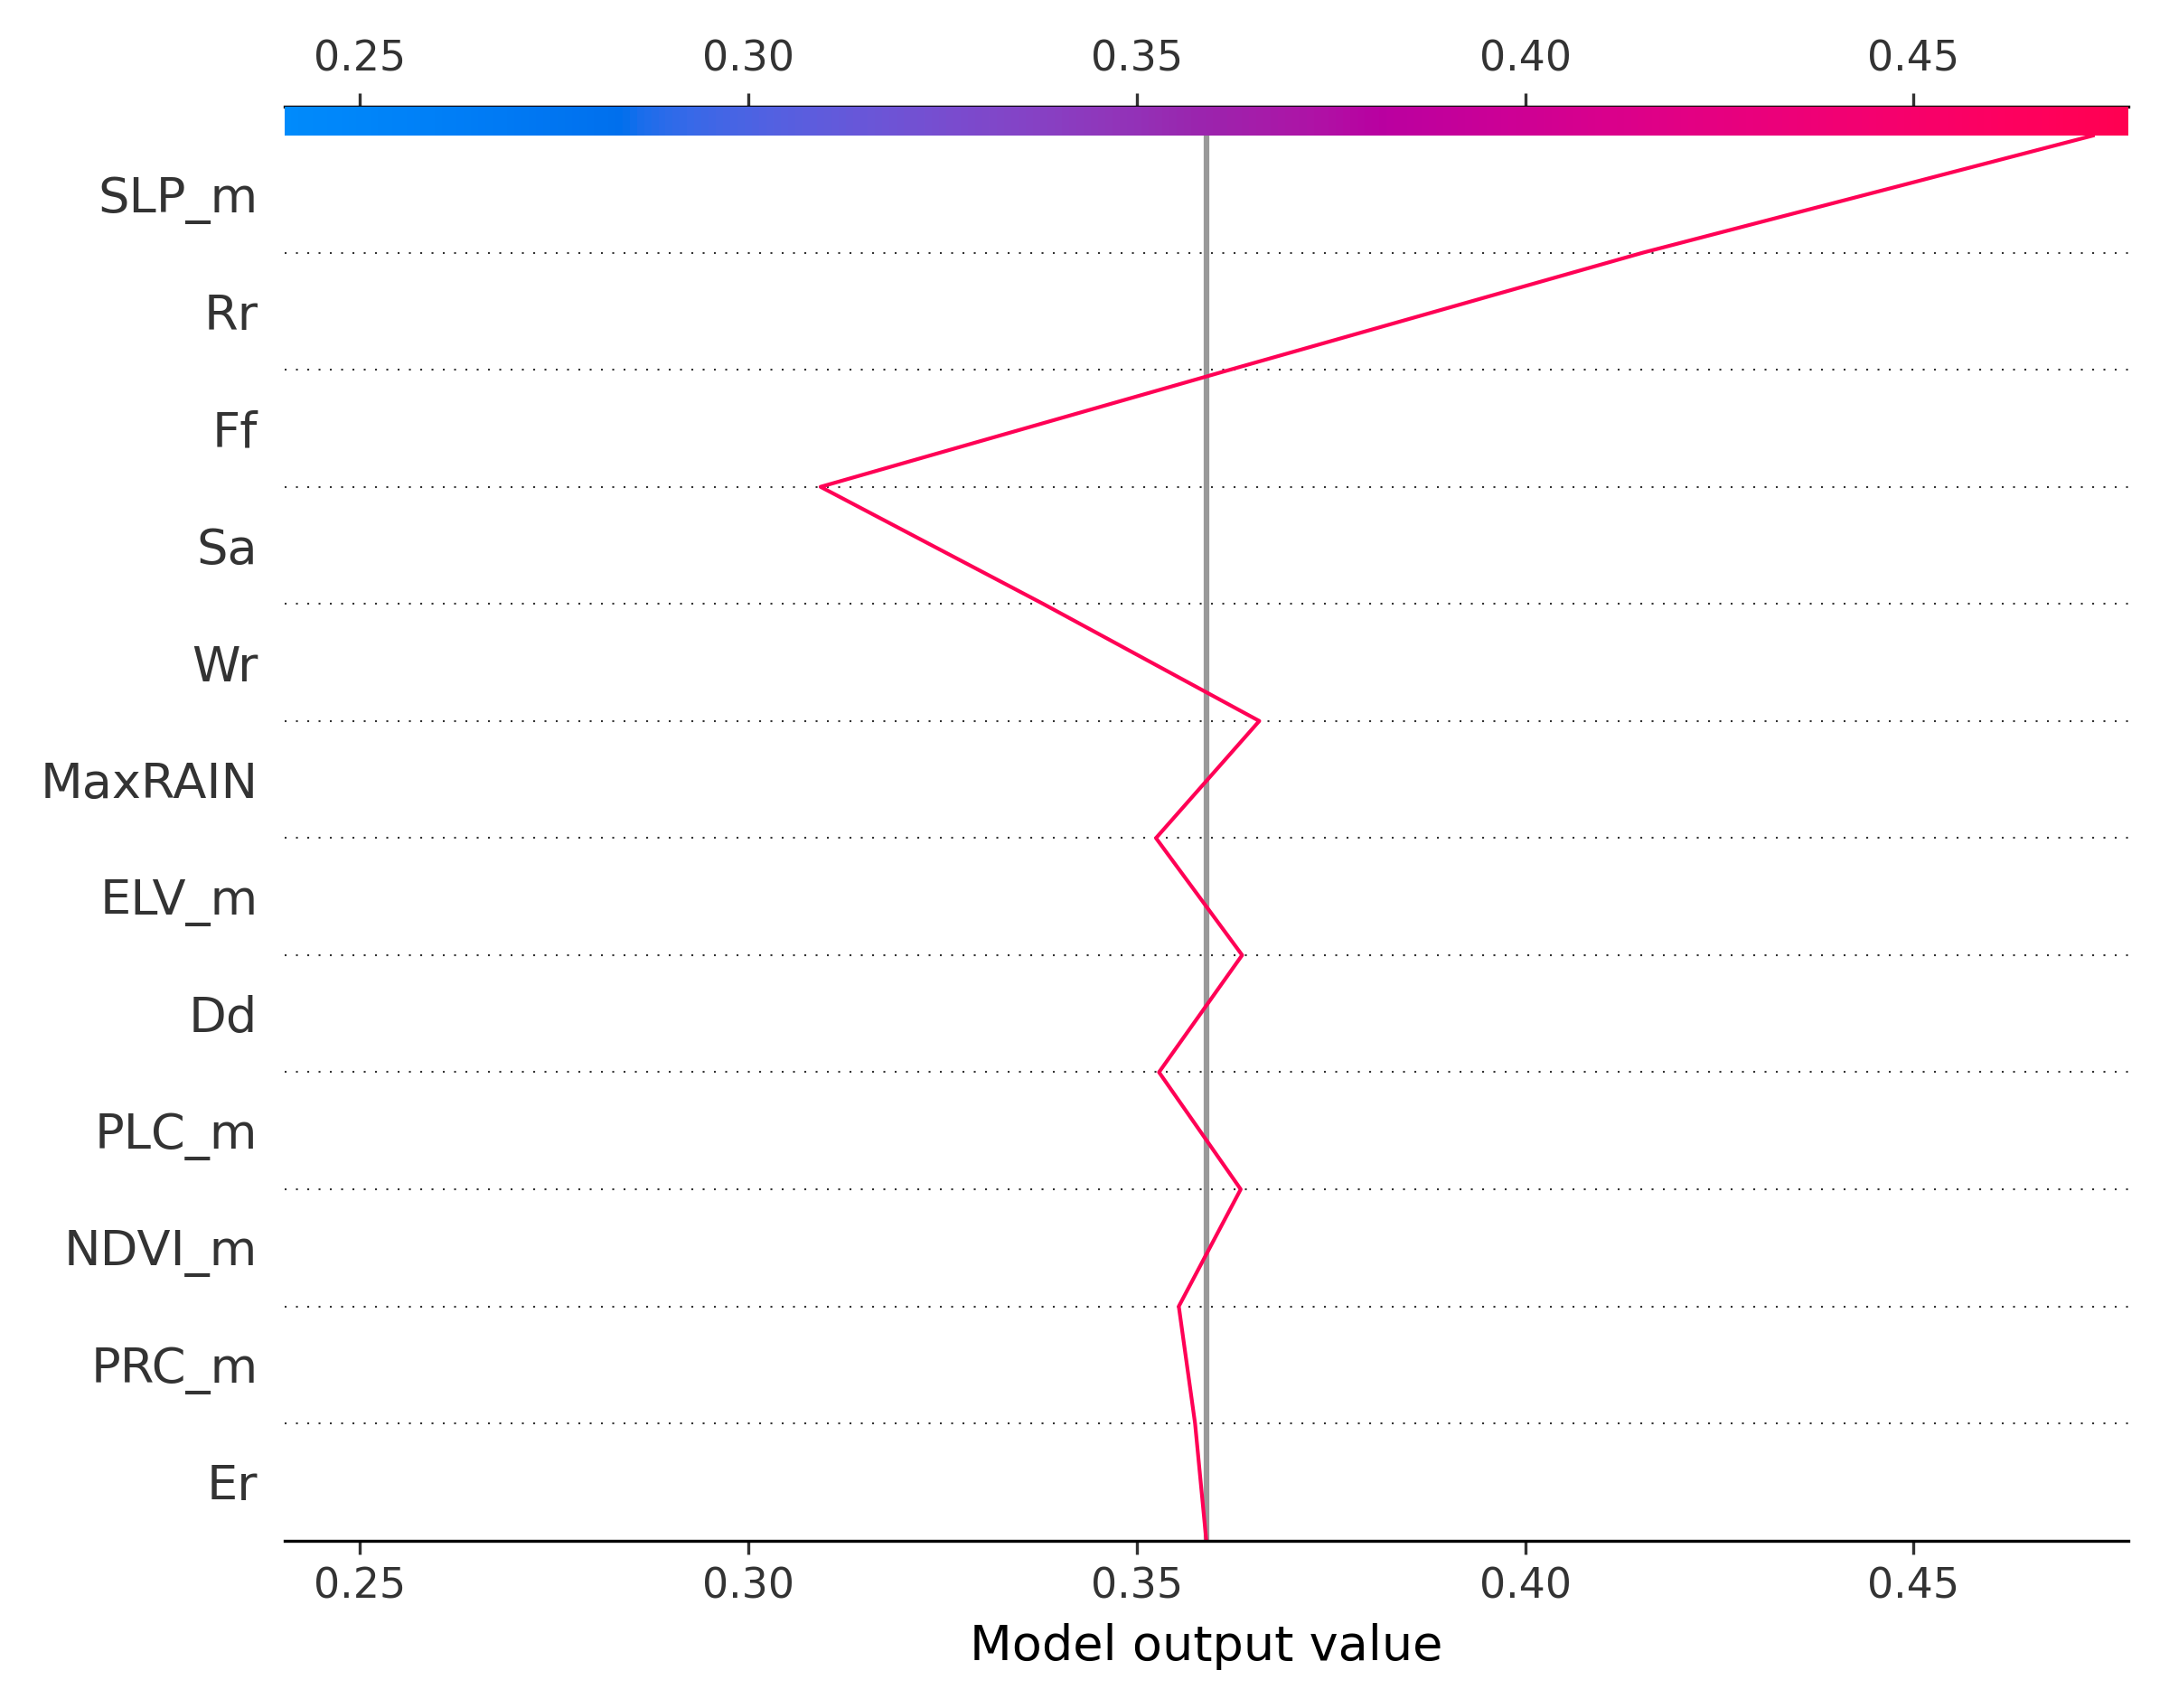 0.25 0.30 0.35 0.40 0.45
SLP_m
Rr
Ff
Sa
Wr
MaxRAIN
ELV_m
Dd
PLC_m
NDVI_m
PRC_m
Er
0.25 0.30 0.35 0.40 0.45
Model output value